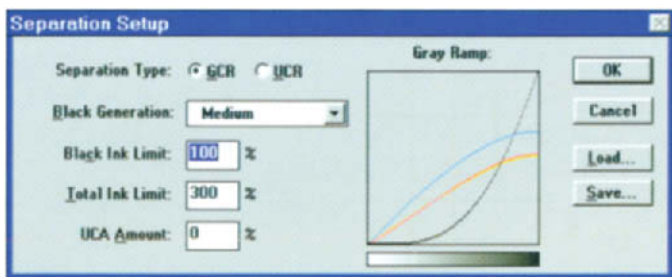 Separation Setup
Separation Type: GCR UCR
Black Generation: Medium
Black Ink Limit: 100 %
Total Ink Limit: 300 %
UCA Amount: 0 %
Gray Ramp:
OK
Cancel
Load...
Save...